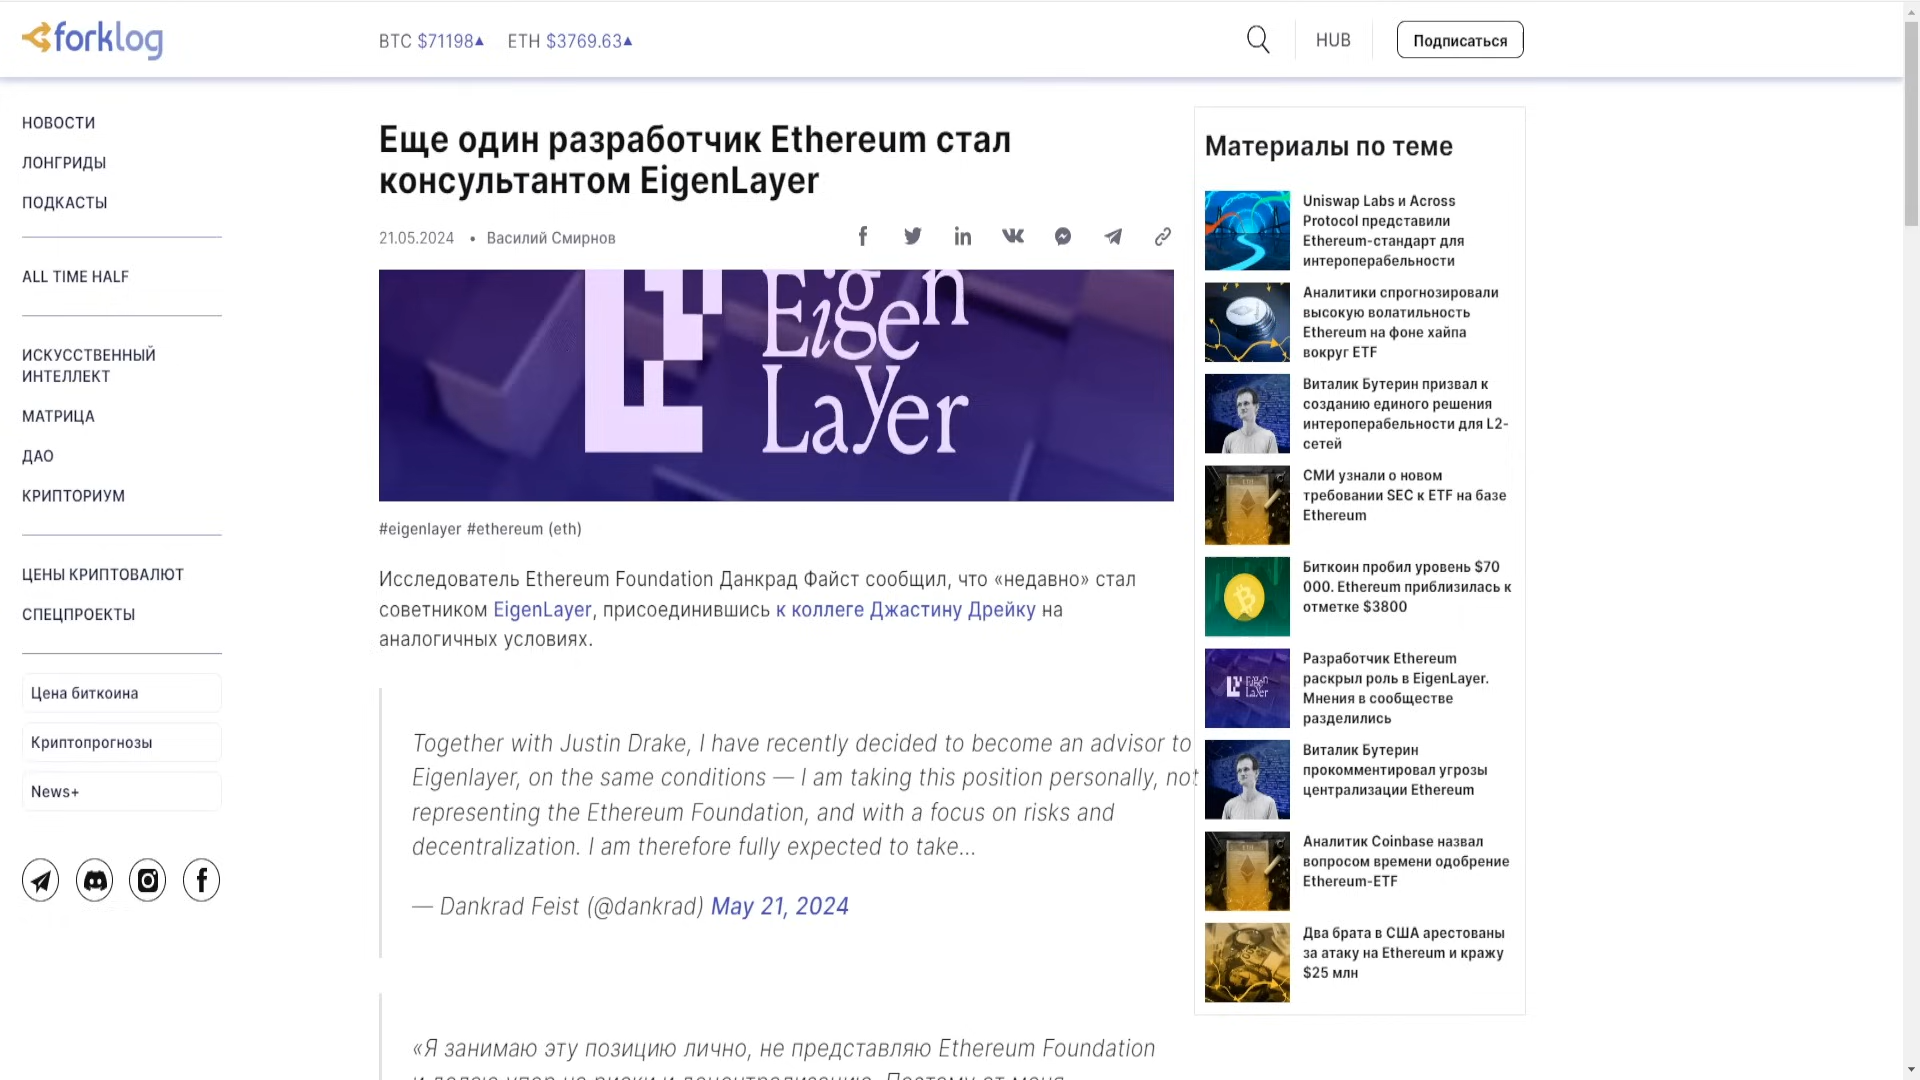 forklog
BTC $71198▲ ETH $3769.63▲
HUB
Подписаться
НОВОСТИ
ЛОНГРИДЫ
ПОДКАСТЫ
ALL TIME HALF
ИСКУССТВЕННЫЙ
ИНТЕЛЛЕКТ
МАТРИЦА
ДАО
КРИПТОРИУМ
ЦЕНЫ КРИПТОВАЛЮТ
СПЕЦПРОЕКТЫ
Цена биткоина
Криптопрогнозы
News+
Еще один разработчик Ethereum стал
консультантом EigenLayer
21.05.2024 • Василий Смирнов
Eigen
Layer
#eigenlayer #ethereum (eth)
Исследователь Ethereum Foundation Данкрад Файст сообщил, что «недавно» стал
советником EigenLayer, присоединившись к коллеге Джастину Дрейку на
аналогичных условиях.
Together with Justin Drake, I have recently decided to become an advisor to
Eigenlayer, on the same conditions — I am taking this position personally, not
representing the Ethereum Foundation, and with a focus on risks and
decentralization. I am therefore fully expected to take…
— Dankrad Feist (@dankrad) May 21, 2024
«Я занимаю эту позицию лично, не представляю Ethereum Foundation
и делаю упор на риски и децентрализацию. Поэтому от меня
Материалы по теме
Uniswap Labs и Across
Protocol представили
Ethereum-стандарт для
интероперабельности
Аналитики спрогнозировали
высокую волатильность
Ethereum на фоне хайпа
вокруг ETF
Виталик Бутерин призвал к
созданию единого решения
интероперабельности для L2-
сетей
СМИ узнали о новом
требовании SEC к ETF на базе
Ethereum
Биткоин пробил уровень $70
000. Ethereum приблизилась к
отметке $3800
Eigen
Layer
Разработчик Ethereum
раскрыл роль в EigenLayer.
Мнения в сообществе
разделились
Виталик Бутерин
прокомментировал угрозы
централизации Ethereum
Аналитик Coinbase назвал
вопросом времени одобрение
Ethereum-ETF
Два брата в США арестованы
за атаку на Ethereum и кражу
$25 млн